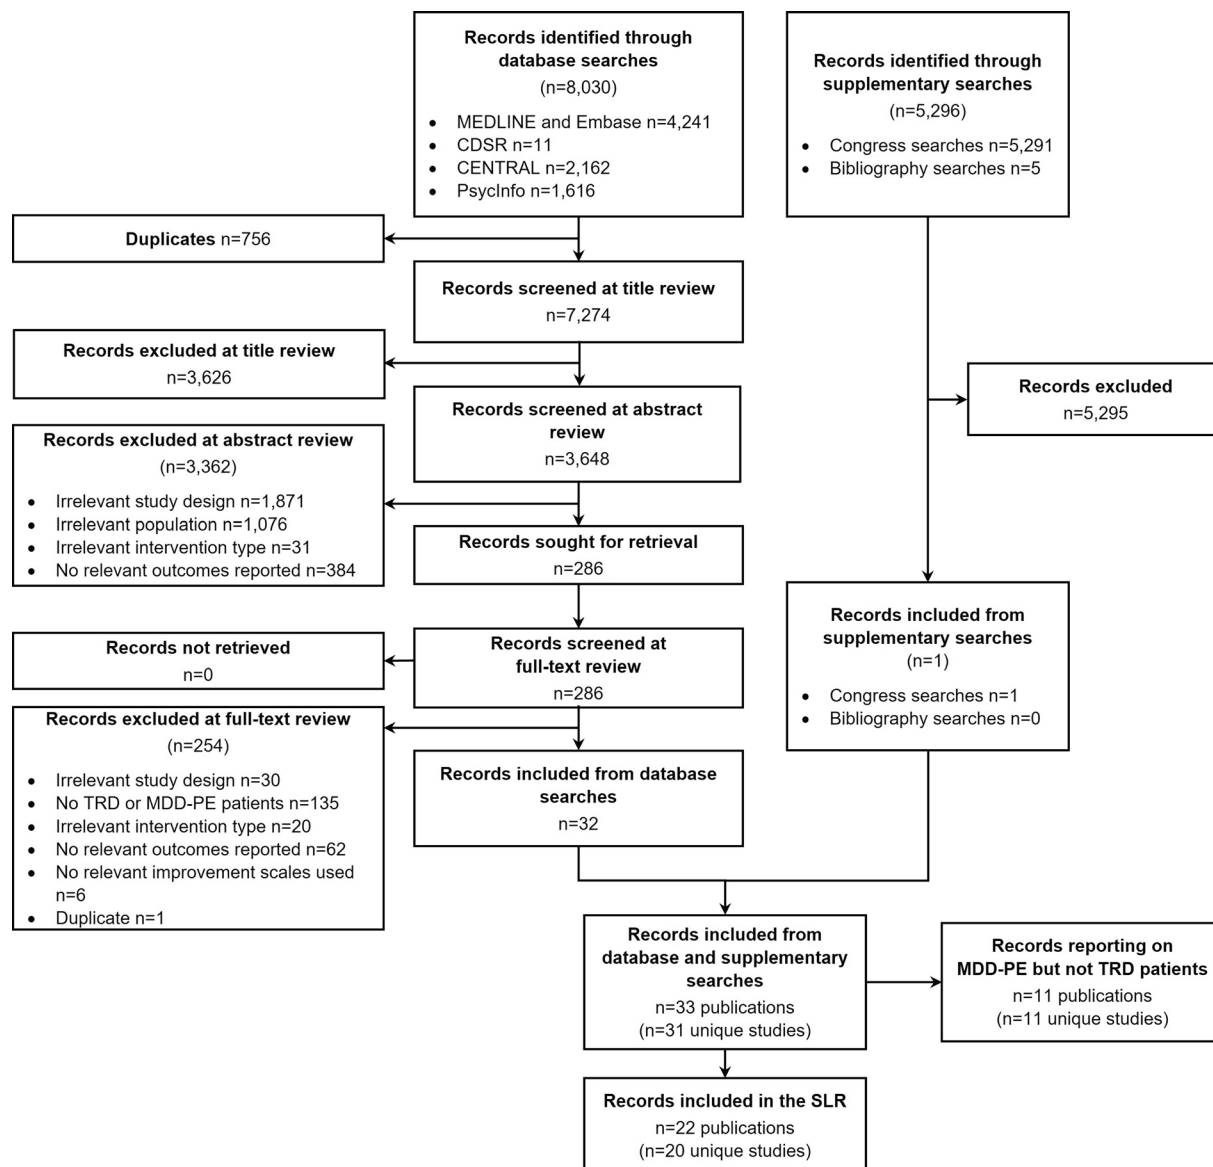 Records identified through
database searches
(n=8,030)
• MEDLINE and Embase n=4,241
• CDSR n=11
• CENTRAL n=2,162
• PsycInfo n=1,616
Records identified through
supplementary searches
(n=5,296)
• Congress searches n=5,291
• Bibliography searches n=5
Duplicates n=756
Records screened at title review
n=7,274
Records excluded at title review
n=3,626
Records screened at abstract
review
n=3,648
Records excluded
n=5,295
Records excluded at abstract review
(n=3,362)
• Irrelevant study design n=1,871
• Irrelevant population n=1,076
• Irrelevant intervention type n=31
• No relevant outcomes reported n=384
Records sought for retrieval
n=286
Records not retrieved
n=0
Records screened at
full-text review
n=286
Records included from
supplementary searches
(n=1)
• Congress searches n=1
• Bibliography searches n=0
Records excluded at full-text review
(n=254)
• Irrelevant study design n=30
• No TRD or MDD-PE patients n=135
• Irrelevant intervention type n=20
• No relevant outcomes reported n=62
• No relevant improvement scales used
n=6
• Duplicate n=1
Records included from database
searches
n=32
Records included from
database and supplementary
searches
n=33 publications
(n=31 unique studies)
Records reporting on
MDD-PE but not TRD patients
n=11 publications
(n=11 unique studies)
Records included in the SLR
n=22 publications
(n=20 unique studies)